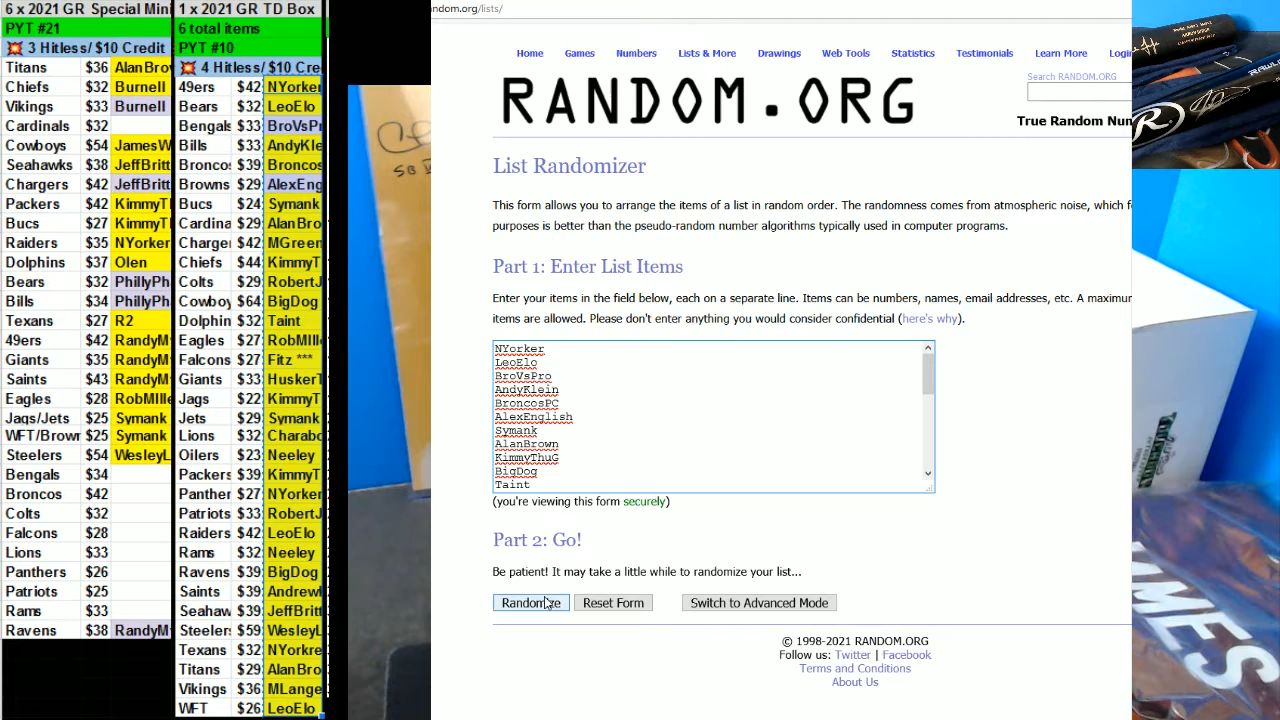 6 x 2021 GR Special Mini
PYT #21
3 Hitless/ $10 Credit
Titans $36 AlanBro
Chiefs $32 Burnell
Vikings $33 Burnell
Cardinals $32
Cowboys $54 JamesW
Seahawks $38 JeffBritt
Chargers $42 JeffBritt
Packers $42 KimmyT
Bucs $27 KimmyT
Raiders $35 NYorker
Dolphins $37 Olen
Bears $32 PhillyPh
Bills $34 PhillyPh
Texans $27 R2
49ers $42 RandyM
Giants $35 RandyM
Saints $43 RandyM
Eagles $28 RobMIlle
Jags/Jets $25 Symank
WFT/Brown $25 Symank
Steelers $54 WesleyL
Bengals $34
Broncos $42
Colts $32
Falcons $28
Lions $33
Panthers $26
Patriots $25
Rams $33
Ravens $38 RandyM
1 x 2021 GR TD Box
6 total items
PYT #10
4 Hitless/ $10 Cre
49ers $42 NYorker
Bears $32 LeoElo
Bengals $33 BroVsPr
Bills $33 AndyKle
Broncos $39 Broncos
Browns $29 AlexEng
Bucs $24 Symank
Cardina $29 AlanBro
Charger $42 MGreen
Chiefs $44 KimmyT
Colts $29 RobertJ
Cowboy $64 BigDog
Dolphin $32 Taint
Eagles $27 RobMIll
Falcons $27 Fitz ***
Giants $33 HuskerT
Jags $22 KimmyT
Jets $29 Symank
Lions $32 Charabo
Oilers $23 Neeley
Packers $39 KimmyT
Panther $27 NYorker
Patriots $33 RobertJ
Raiders $42 LeoElo
Rams $32 Neeley
Ravens $39 BigDog
Saints $39 Andrew
Seahaw $39 JeffBritt
Steelers $59 WesleyL
Texans $32 NYorkre
Titans $29 AlanBro
Vikings $36 MLange
WFT $26 LeoElo
ndom.org/lists/
Home Games Numbers Lists & More Drawings Web Tools Statistics Testimonials Learn More Login
Search RANDOM.ORG
RANDOM.ORG
True Random Num
List Randomizer
This form allows you to arrange the items of a list in random order. The randomness comes from atmospheric noise, which f
purposes is better than the pseudo-random number algorithms typically used in computer programs.
Part 1: Enter List Items
Enter your items in the field below, each on a separate line. Items can be numbers, names, email addresses, etc. A maximum
items are allowed. Please don't enter anything you would consider confidential (here's why).
NYorker
LeoElo
BroVsPro
AndyKlein
BroncosPC
AlexEnglish
Symank
AlanBrown
KimmyThuG
BigDog
Taint
(you're viewing this form securely)
Part 2: Go!
Be patient! It may take a little while to randomize your list...
Randomize Reset Form Switch to Advanced Mode
© 1998-2021 RANDOM.ORG
Follow us: Twitter | Facebook
Terms and Conditions
About Us